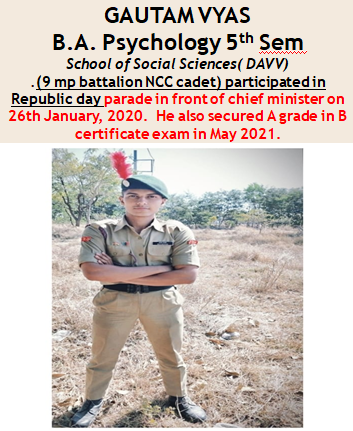 GAUTAM VYAS
B.A. Psychology 5th Sem
School of Social Sciences( DAVV)
.(9 mp battalion NCC cadet) participated in
Republic day parade in front of chief minister on
26th January, 2020.  He also secured A grade in B
certificate exam in May 2021.